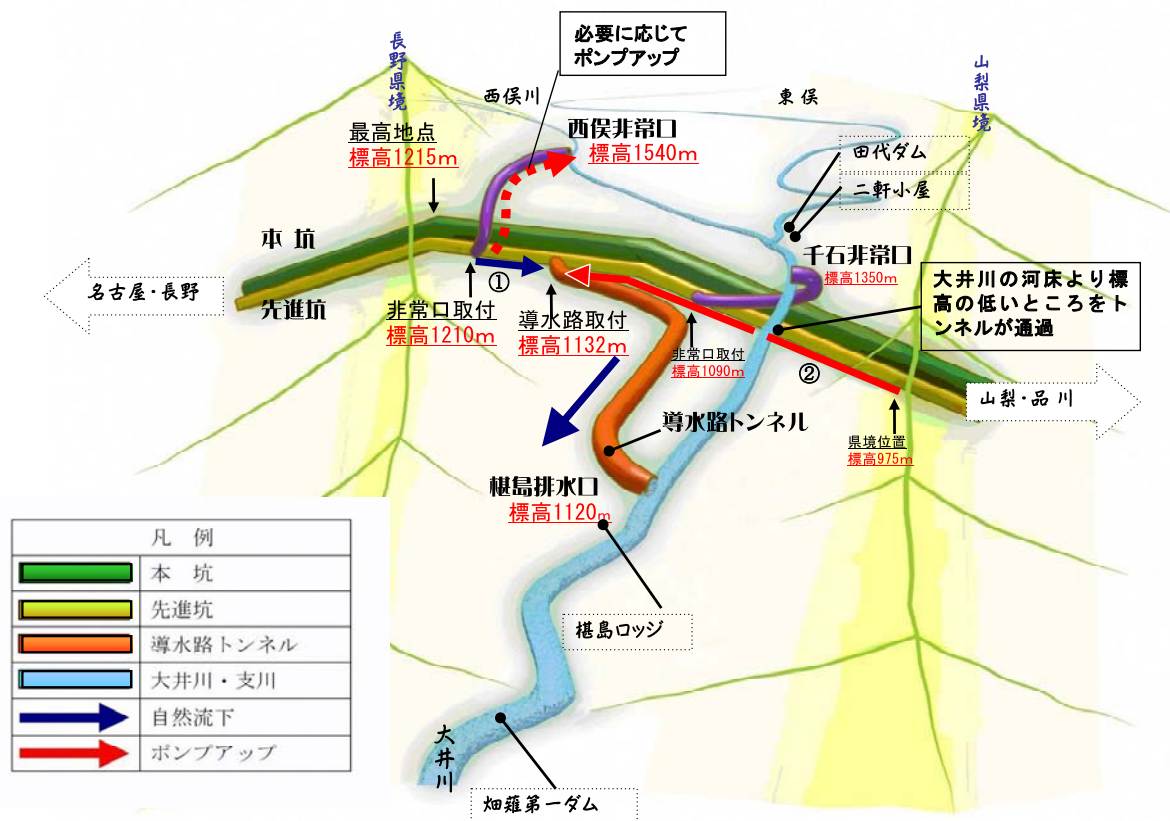 長野県境
必要に応じて
ポンプアップ
山梨県境
西俣川
東俣
最高地点
標高1215m
西俣非常口
標高1540m
田代ダム
二軒小屋
本 坑
千石非常口
標高1350m
名古屋・長野
先進坑
①
大井川の河床より標
高の低いところをト
ンネルが通過
非常口取付
標高1210m
導水路取付
標高1132m
非常口取付
標高1090m
②
山梨・品川
導水路トンネル
県境位置
標高975m
椹島排水口
標高1120m
椹島ロッジ
大井川
畑薙第一ダム
凡 例
本 坑
先進坑
導水路トンネル
大井川・支川
自然流下
ポンプアップ